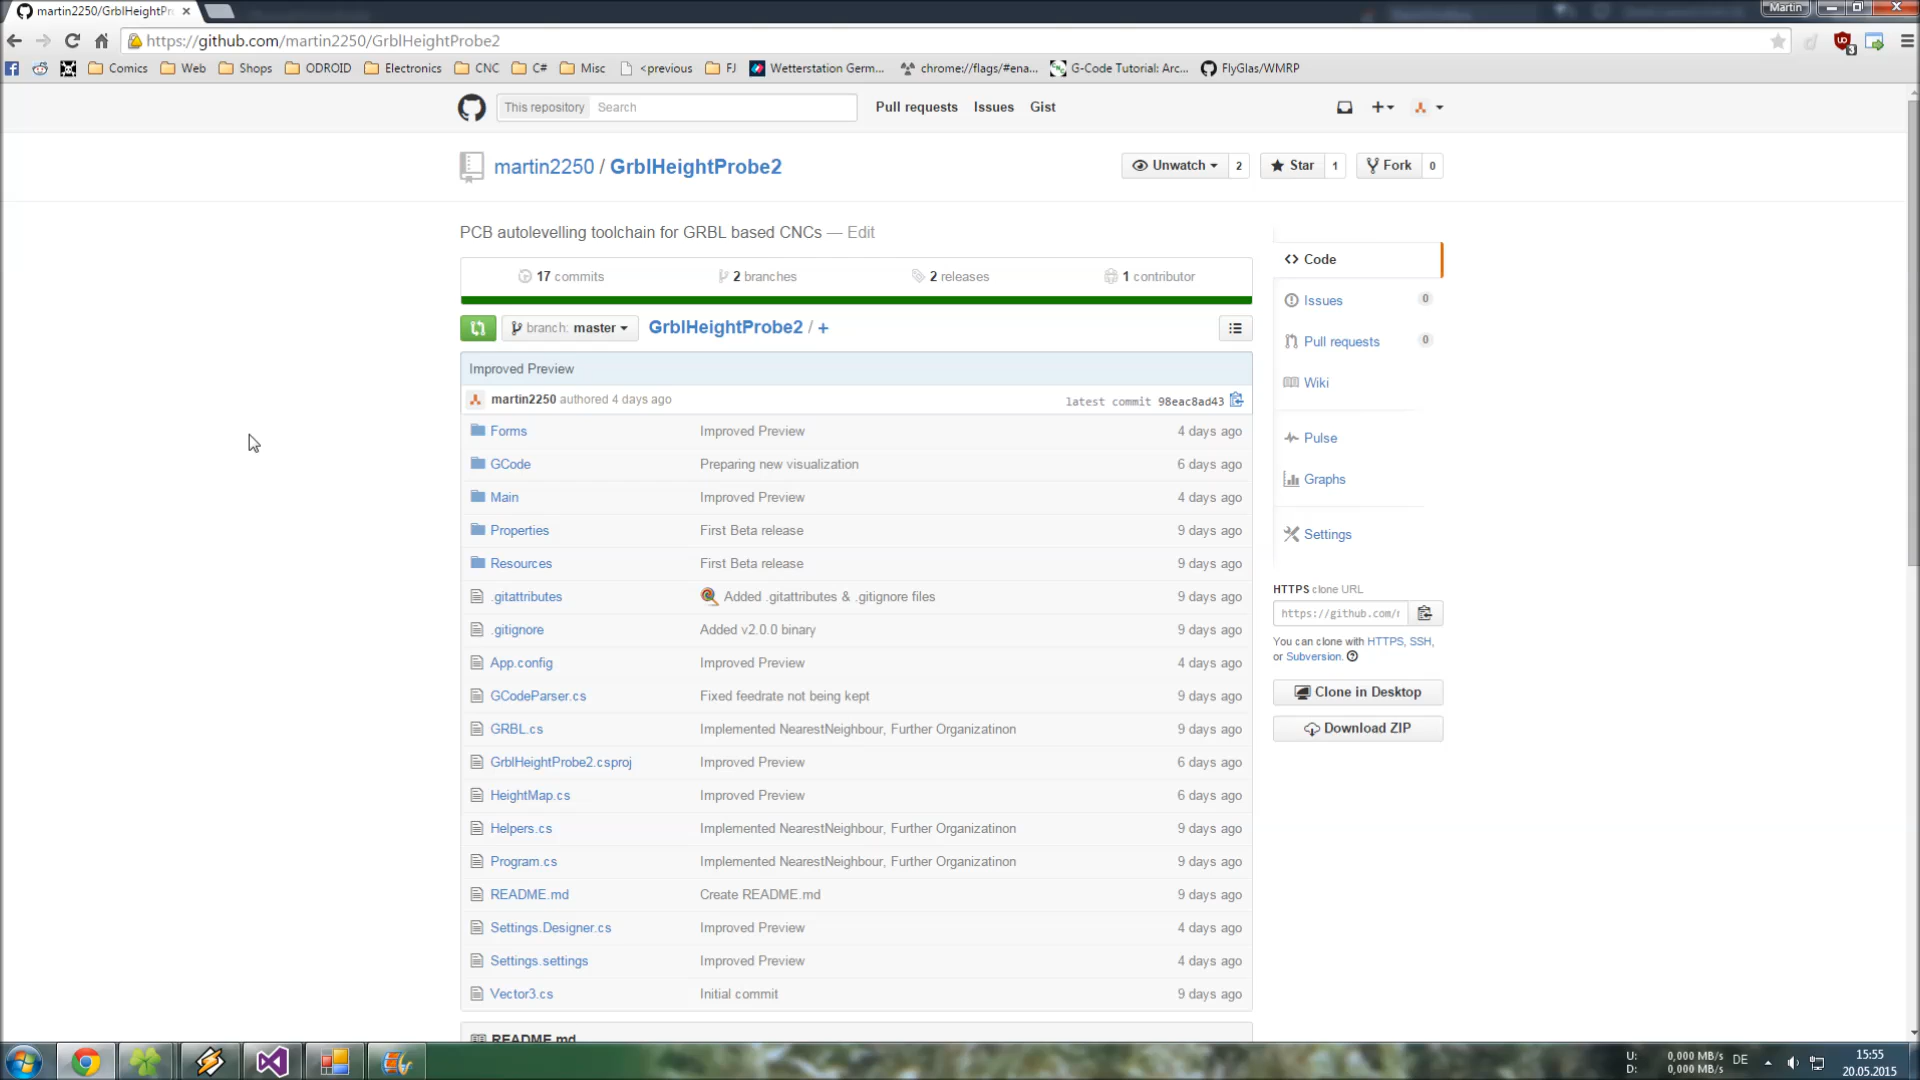 martin2250/GrblHeightPr
Martin
https://github.com/martin2250/GrblHeightProbe2
Comics Web Shops ODROID Electronics CNC C# Misc <previous FJ Wetterstation Germ... chrome://flags/#ena... G-Code Tutorial: Arc... FlyGlas/WMRP
This repository Search Pull requests Issues Gist
martin2250 / GrblHeightProbe2 Unwatch 2 Star 1 Fork 0
PCB autolevelling toolchain for GRBL based CNCs — Edit
17 commits 2 branches 2 releases 1 contributor
branch: master GrblHeightProbe2 / +
Improved Preview
martin2250 authored 4 days ago latest commit 98eac8ad43
Forms Improved Preview 4 days ago
GCode Preparing new visualization 6 days ago
Main Improved Preview 4 days ago
Properties First Beta release 9 days ago
Resources First Beta release 9 days ago
.gitattributes Added .gitattributes & .gitignore files 9 days ago
.gitignore Added v2.0.0 binary 9 days ago
App.config Improved Preview 4 days ago
GCodeParser.cs Fixed feedrate not being kept 9 days ago
GRBL.cs Implemented NearestNeighbour, Further Organizatinon 9 days ago
GrblHeightProbe2.csproj Improved Preview 6 days ago
HeightMap.cs Improved Preview 6 days ago
Helpers.cs Implemented NearestNeighbour, Further Organizatinon 9 days ago
Program.cs Implemented NearestNeighbour, Further Organizatinon 9 days ago
README.md Create README.md 9 days ago
Settings.Designer.cs Improved Preview 4 days ago
Settings.settings Improved Preview 4 days ago
Vector3.cs Initial commit 9 days ago
README.md
Code
Issues 0
Pull requests 0
Wiki
Pulse
Graphs
Settings
HTTPS clone URL
https://github.com/r
You can clone with HTTPS, SSH,
or Subversion.
Clone in Desktop
Download ZIP
U: 0,000 MB/s
D: 0,000 MB/s
DE
15:55
20.05.2015